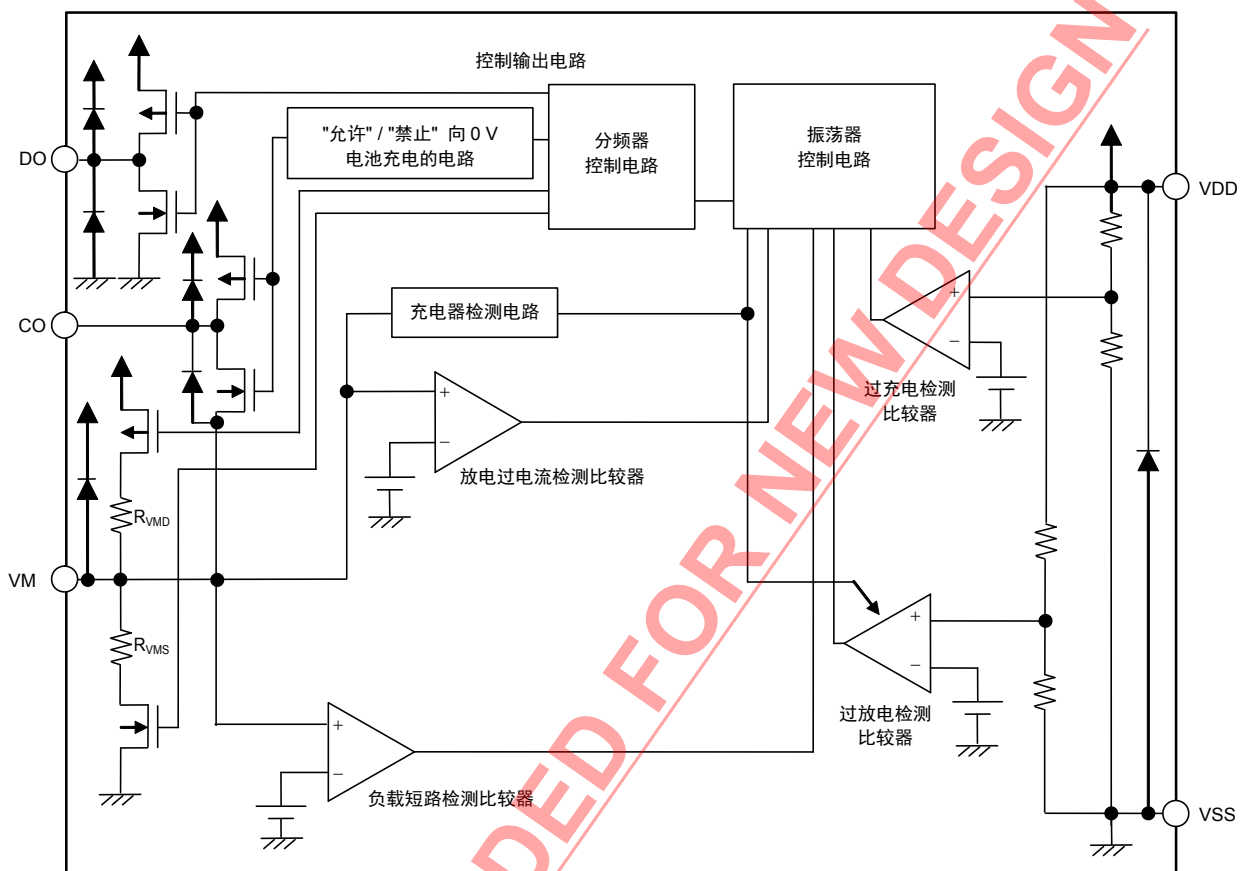 控制输出电路
"允许" / "禁止" 向 0 V
电池充电的电路
分频器
控制电路
振荡器
控制电路
DO
VDD
CO
充电器检测电路
+
−
过充电检测
比较器
+
−
放电过电流检测比较器
RVMD
VM
RVMS
+
−
过放电检测
比较器
+
−
负载短路检测比较器
VSS
DED FOR NEW DESIGN